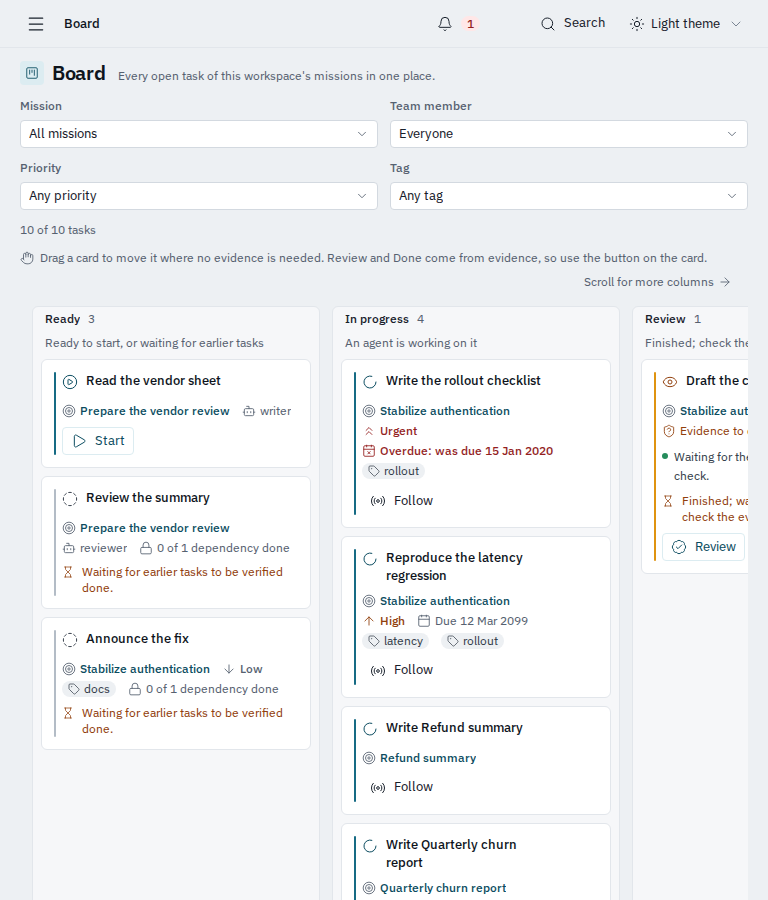 Board
1
Search
Light theme
Board
Every open task of this workspace's missions in one place.
Mission
Team member
All missions
Everyone
Priority
Tag
Any priority
Any tag
10 of 10 tasks
Drag a card to move it where no evidence is needed. Review and Done come from evidence, so use the button on the card.
Scroll for more columns
Ready 3
Ready to start, or waiting for earlier tasks
Read the vendor sheet
Prepare the vendor review
writer
Start
Review the summary
Prepare the vendor review
reviewer
0 of 1 dependency done
Waiting for earlier tasks to be verified
done.
Announce the fix
Stabilize authentication
Low
docs
0 of 1 dependency done
Waiting for earlier tasks to be verified
done.
In progress 4
An agent is working on it
Write the rollout checklist
Stabilize authentication
Urgent
Overdue: was due 15 Jan 2020
rollout
Follow
Reproduce the latency
regression
Stabilize authentication
High
Due 12 Mar 2099
latency
rollout
Follow
Write Refund summary
Refund summary
Follow
Write Quarterly churn
report
Quarterly churn report
Review 1
Finished; check the
Draft the
Stabilize
Evidence to
Waiting for
check.
Finished;
check the
Review